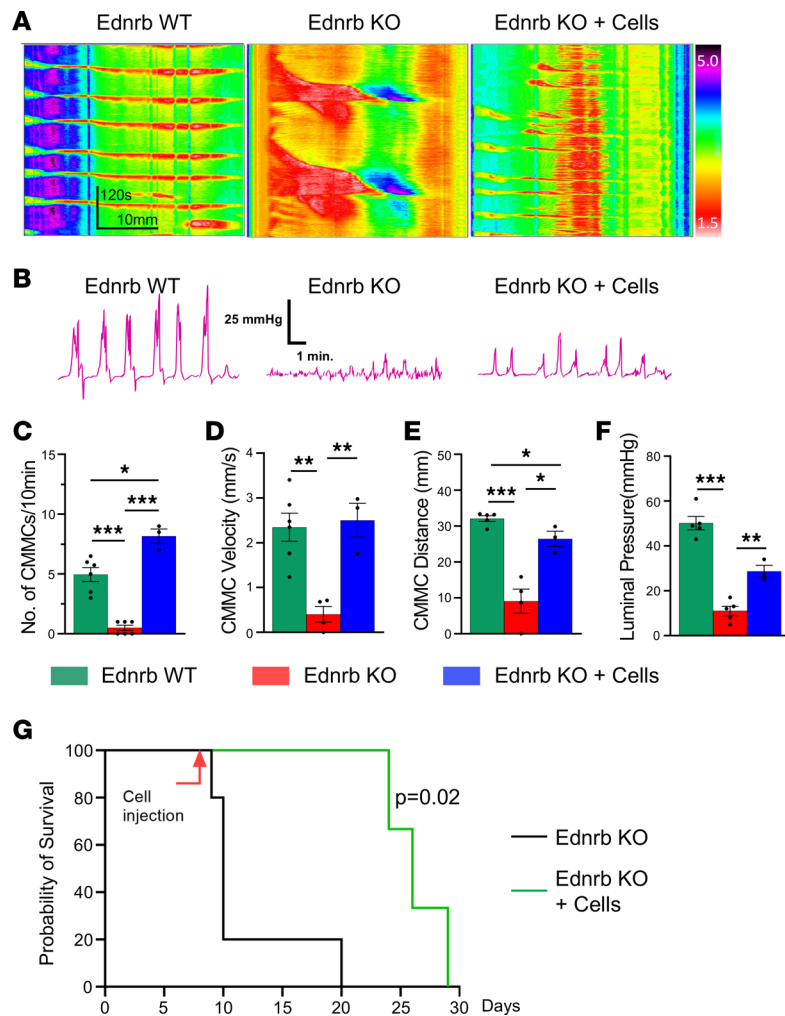 A
Ednrb WT
Ednrb KO
Ednrb KO + Cells
120s
10mm
5.0
1.5
B
Ednrb WT
Ednrb KO
Ednrb KO + Cells
25 mmHg
1 min.
C
No. of CMMCs/10min
15
10
5
0
***
*
***
D
CMMC Velocity (mm/s)
4
3
2
1
0
**
**
E
CMMC Distance (mm)
40
30
20
10
0
***
*
*
F
Luminal Pressure(mmHg)
80
60
40
20
0
***
**
Ednrb WT
Ednrb KO
Ednrb KO + Cells
G
Probability of Survival
100
80
60
40
20
0
Cell
injection
p=0.02
Ednrb KO
Ednrb KO
+ Cells
0
5
10
15
20
25
30
Days